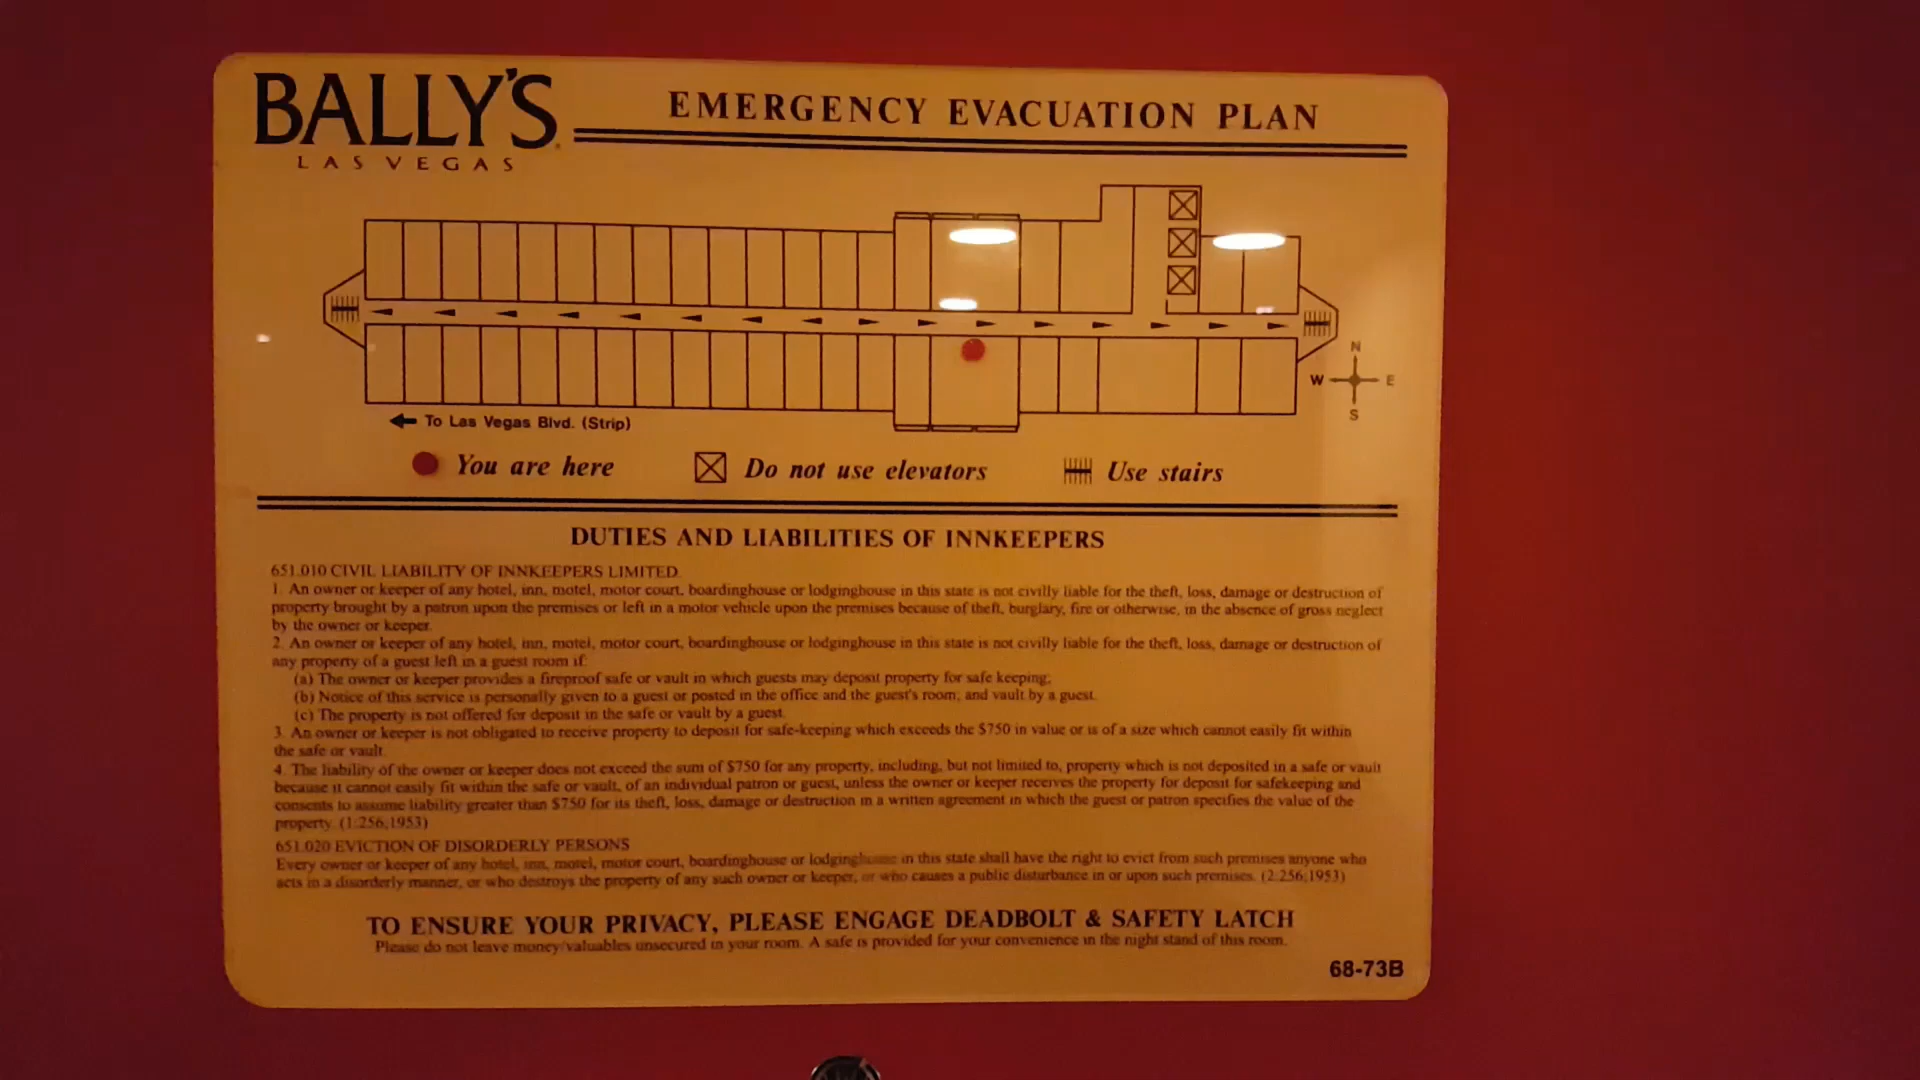 BALLY'S
LAS VEGAS
EMERGENCY EVACUATION PLAN
N
W E
S
To Las Vegas Blvd. (Strip)
You are here
Do not use elevators
Use stairs
DUTIES AND LIABILITIES OF INNKEEPERS
651.010 CIVIL LIABILITY OF INNKEEPERS LIMITED.
1. An owner or keeper of any hotel, inn, motel, motor court, boardinghouse or lodginghouse in this state is not civilly liable for the theft, loss, damage or destruction of
property brought by a patron upon the premises or left in a motor vehicle upon the premises because of theft, burglary, fire or otherwise, in the absence of gross neglect
by the owner or keeper.
2. An owner or keeper of any hotel, inn, motel, motor court, boardinghouse or lodginghouse in this state is not civilly liable for the theft, loss, damage or destruction of
any property of a guest left in a guest room if:
(a) The owner or keeper provides a fireproof safe or vault in which guests may deposit property for safe keeping;
(b) Notice of this service is personally given to a guest or posted in the office and the guest's room; and vault by a guest.
(c) The property is not offered for deposit in the safe or vault by a guest.
3. An owner or keeper is not obligated to receive property to deposit for safe-keeping which exceeds the $750 in value or is of a size which cannot easily fit within
the safe or vault.
4. The liability of the owner or keeper does not exceed the sum of $750 for any property, including, but not limited to, property which is not deposited in a safe or vault
because it cannot easily fit within the safe or vault, of an individual patron or guest, unless the owner or keeper receives the property for deposit for safekeeping and
consents to assume liability greater than $750 for its theft, loss, damage or destruction in a written agreement in which the guest or patron specifies the value of the
property. (1:256;1953)
651.020 EVICTION OF DISORDERLY PERSONS
Every owner or keeper of any hotel, inn, motel, motor court, boardinghouse or lodginghouse in this state shall have the right to evict from such premises anyone who
acts in a disorderly manner, or who destroys the property of any such owner or keeper, or who causes a public disturbance in or upon such premises. (2:256;1953)
TO ENSURE YOUR PRIVACY, PLEASE ENGAGE DEADBOLT & SAFETY LATCH
Please do not leave money/valuables unsecured in your room. A safe is provided for your convenience in the night stand of this room.
68-73B